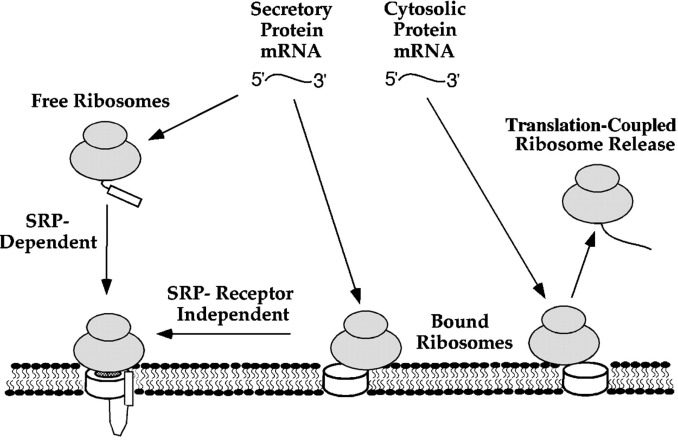 Secretory
Protein
mRNA
Cytosolic
Protein
mRNA
5' 3'
5' 3'
Free Ribosomes
Translation-Coupled
Ribosome Release
SRP-
Dependent
SRP- Receptor
Independent
Bound
Ribosomes